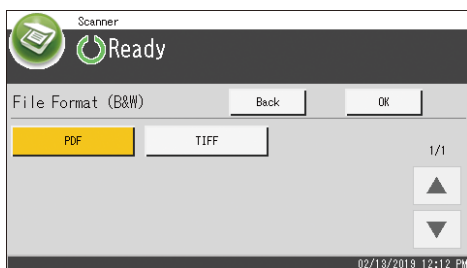 Scanner
Ready
File Format (B&W) Back OK
PDF TIFF
1/1
02/13/2019 12:12 PM